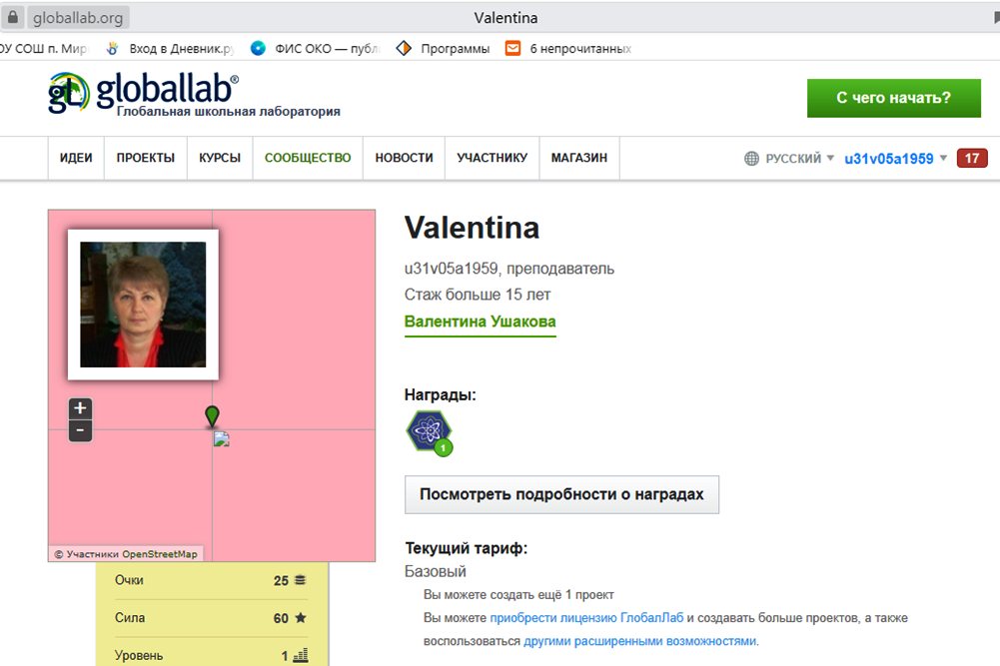 globallab.org
Valentina
ОУ СОШ п. Мир
Вход в Дневник.ру
ФИС ОКО — публ
Программы
6 непрочитанных
gL globallab®
Глобальная школьная лаборатория
С чего начать?
ИДЕИ
ПРОЕКТЫ
КУРСЫ
СООБЩЕСТВО
НОВОСТИ
УЧАСТНИКУ
МАГАЗИН
РУССКИЙ
u31v05a1959
17
+
-
© Участники OpenStreetMap
Очки 25
Сила 60
Уровень 1
Valentina
u31v05a1959, преподаватель
Стаж больше 15 лет
Валентина Ушакова
Награды:
1
Посмотреть подробности о наградах
Текущий тариф:
Базовый
Вы можете создать ещё 1 проект
Вы можете приобрести лицензию ГлобалЛаб и создавать больше проектов, а также
воспользоваться другими расширенными возможностями.